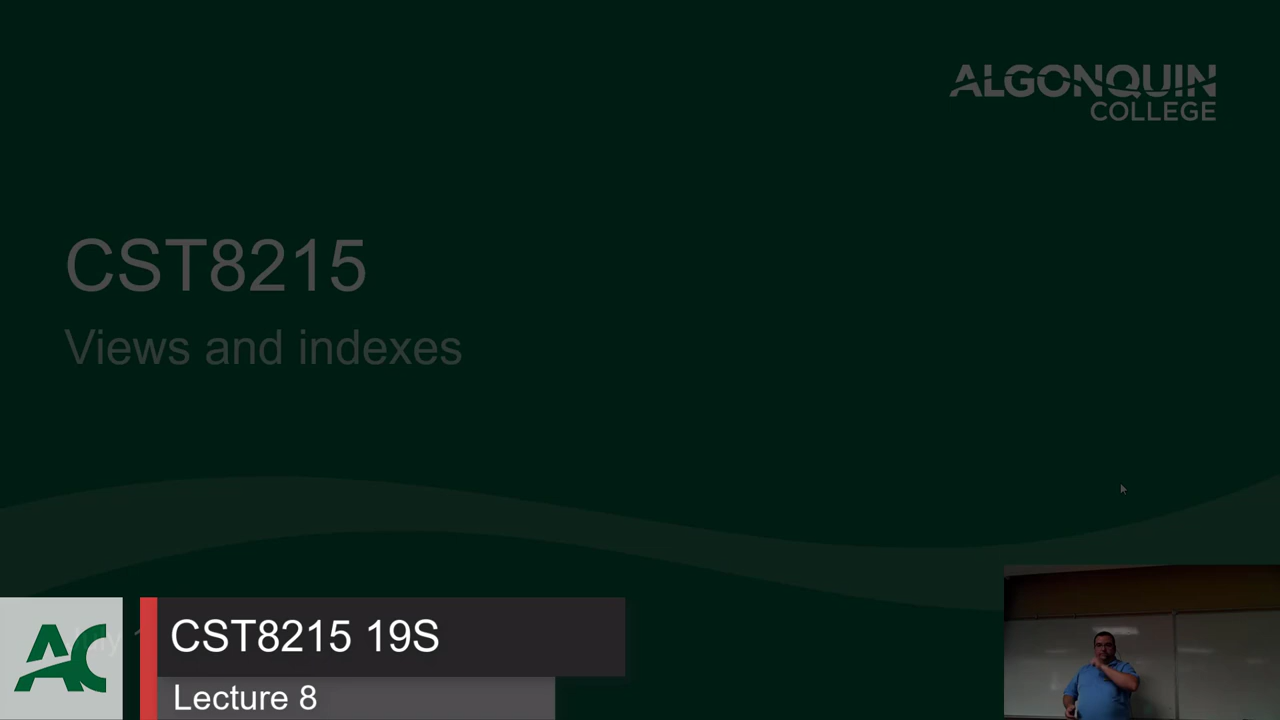 ALGONQUIN
COLLEGE
CST8215
Views and indexes
AC
CST8215 19S
Lecture 8